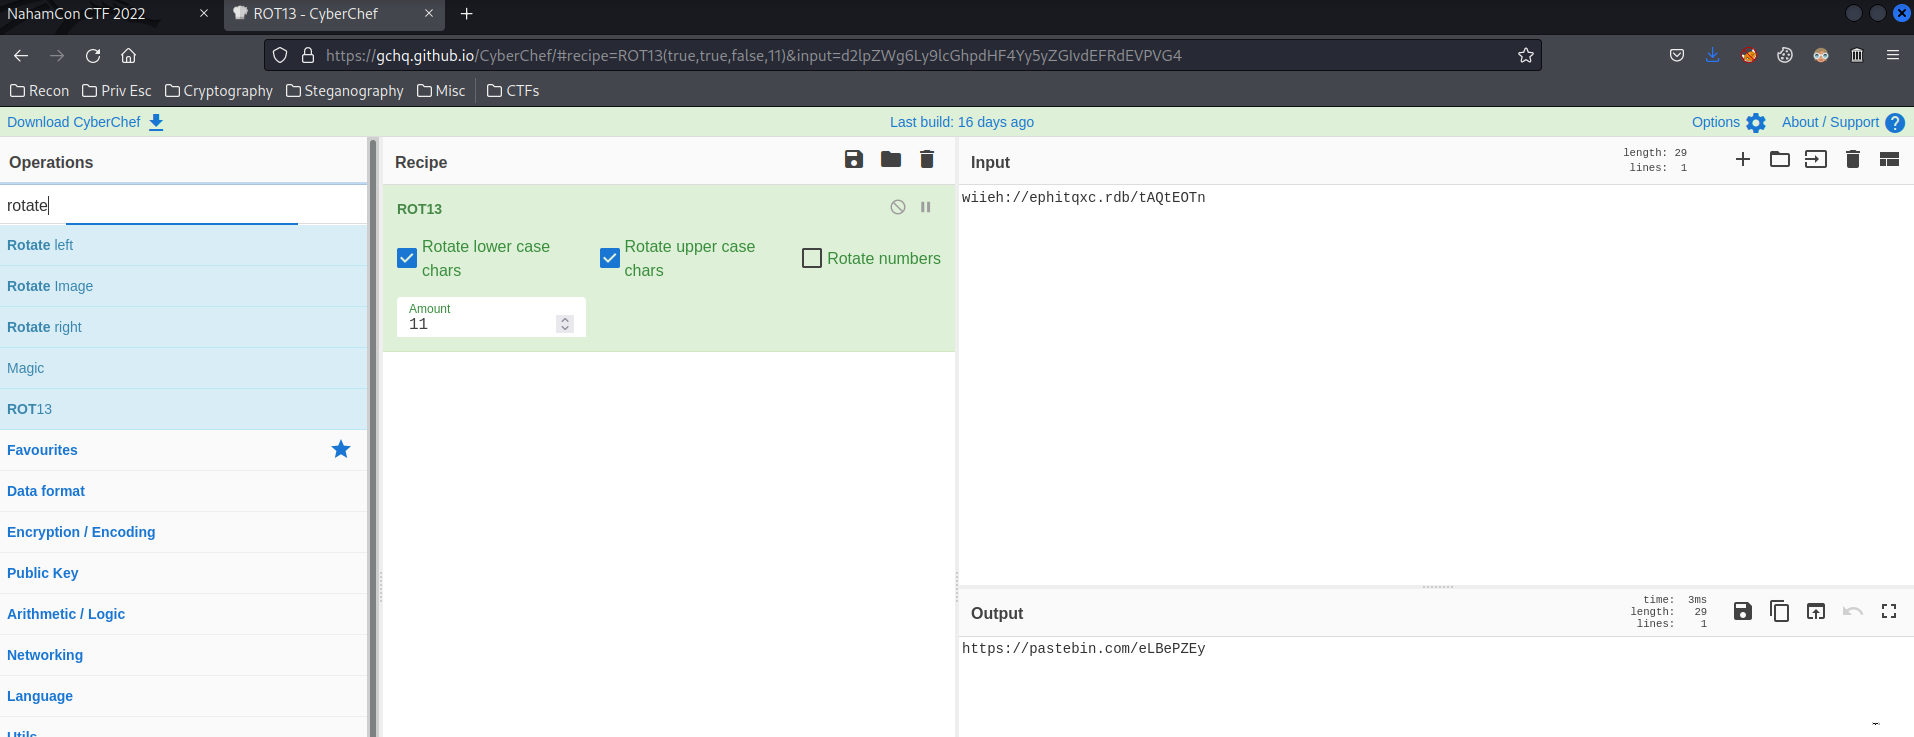 NahamCon CTF 2022
ROT13 - CyberChef
https://gchq.github.io/CyberChef/#recipe=ROT13(true,true,false,11)&input=d2lpZWg6Ly9lcGhpdHF4Yy5yZGIvdEFRdEVPVG4
Recon Priv Esc Cryptography Steganography Misc CTFs
Download CyberChef Last build: 16 days ago Options About / Support
Operations
rotate
Rotate left
Rotate Image
Rotate right
Magic
ROT13
Favourites
Data format
Encryption / Encoding
Public Key
Arithmetic / Logic
Networking
Language
Utils
Recipe
ROT13
Rotate lower case chars
Rotate upper case chars
Rotate numbers
Amount
11
Input
length: 29
lines: 1
wiieh://ephitqxc.rdb/tAQtEOTn
Output
time: 3ms
length: 29
lines: 1
https://pastebin.com/eLBePZEy